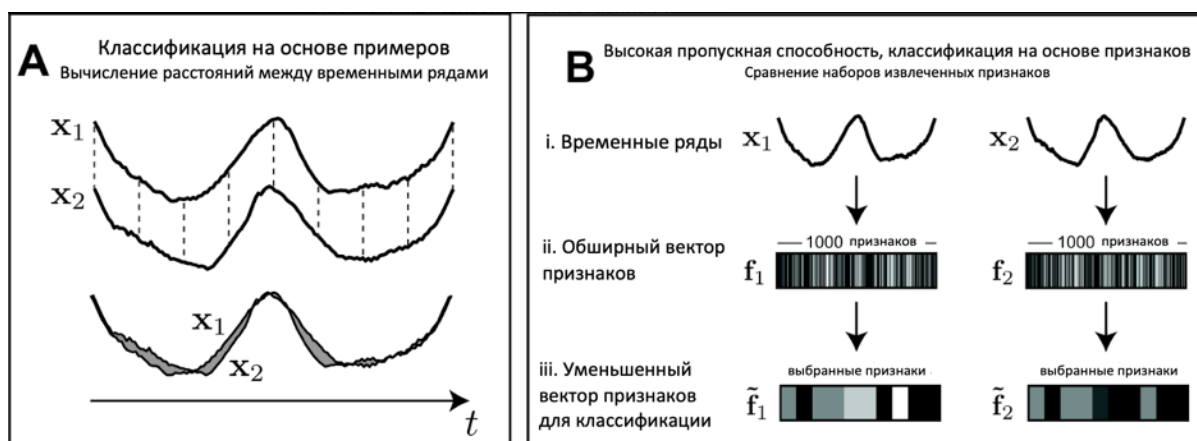 A
Классификация на основе примеров
Вычисление расстояний между временными рядами
x₁
x₂
x₁
x₂
t
B
Высокая пропускная способность, классификация на основе признаков
Сравнение наборов извлеченных признаков
i. Временные ряды
x₁
x₂
ii. Обширный вектор
признаков
1000 признаков
f₁
1000 признаков
f₂
iii. Уменьшенный
вектор признаков
для классификации
выбранные признаки
f̃₁
выбранные признаки
f̃₂